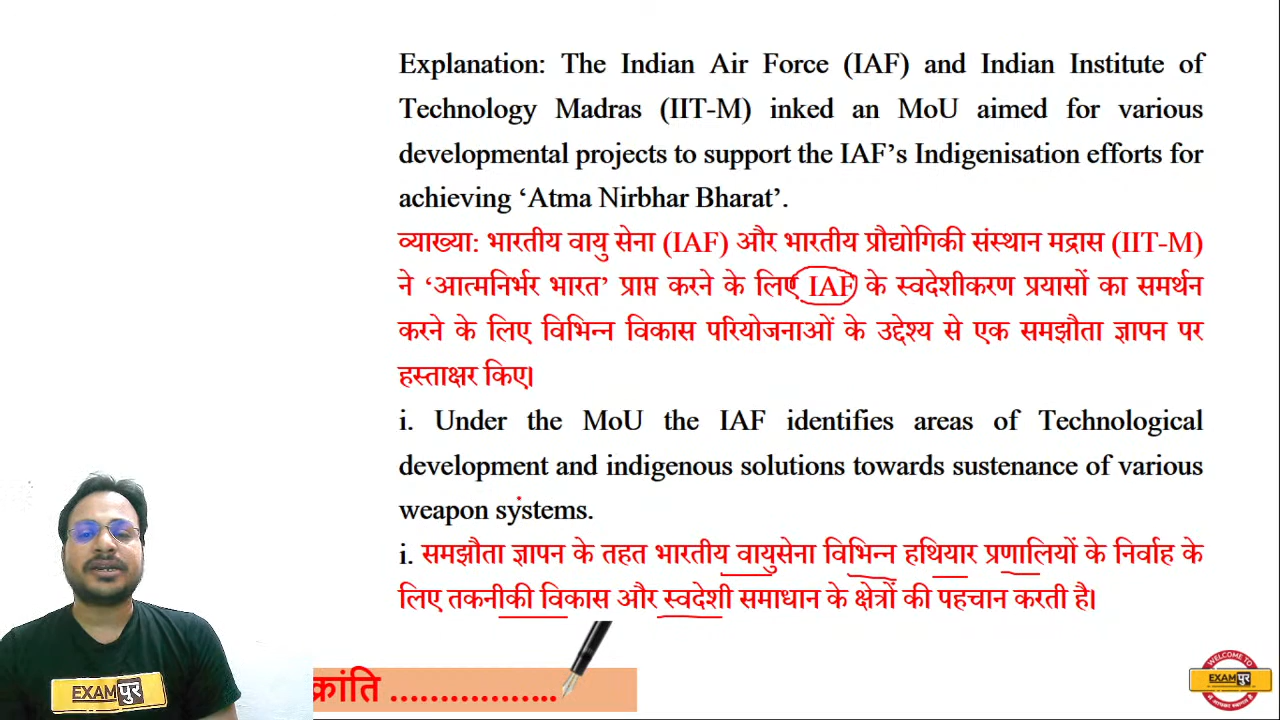 Explanation: The Indian Air Force (IAF) and Indian Institute of
Technology Madras (IIT-M) inked an MoU aimed for various
developmental projects to support the IAF’s Indigenisation efforts for
achieving ‘Atma Nirbhar Bharat’.
व्याख्या: भारतीय वायु सेना (IAF) और भारतीय प्रौद्योगिकी संस्थान मद्रास (IIT-M)
ने ‘आत्मनिर्भर भारत’ प्राप्त करने के लिए IAF के स्वदेशीकरण प्रयासों का समर्थन
करने के लिए विभिन्न विकास परियोजनाओं के उद्देश्य से एक समझौता ज्ञापन पर
हस्ताक्षर किए।
i. Under the MoU the IAF identifies areas of Technological
development and indigenous solutions towards sustenance of various
weapon systems.
i. समझौता ज्ञापन के तहत भारतीय वायुसेना विभिन्न हथियार प्रणालियों के निर्वाह के
लिए तकनीकी विकास और स्वदेशी समाधान के क्षेत्रों की पहचान करती है।
क्रांति ..................
EXAMपुर
WELCOME TO
EXAMपुर